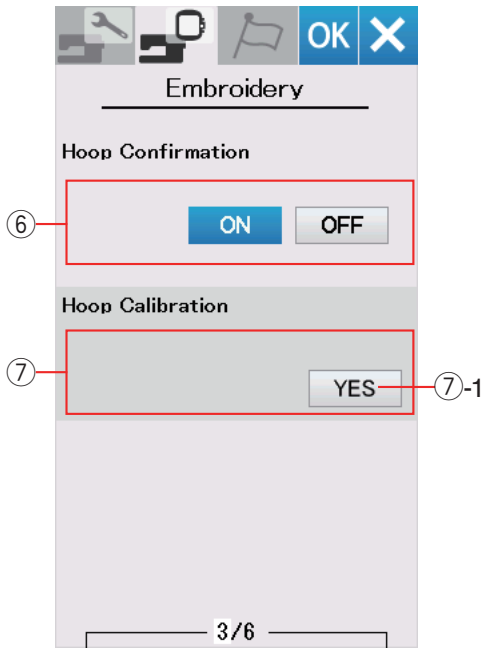 OK X
Embroidery
Hoop Confirmation
⑥ ON OFF
Hoop Calibration
⑦
YES ⑦-1
3/6